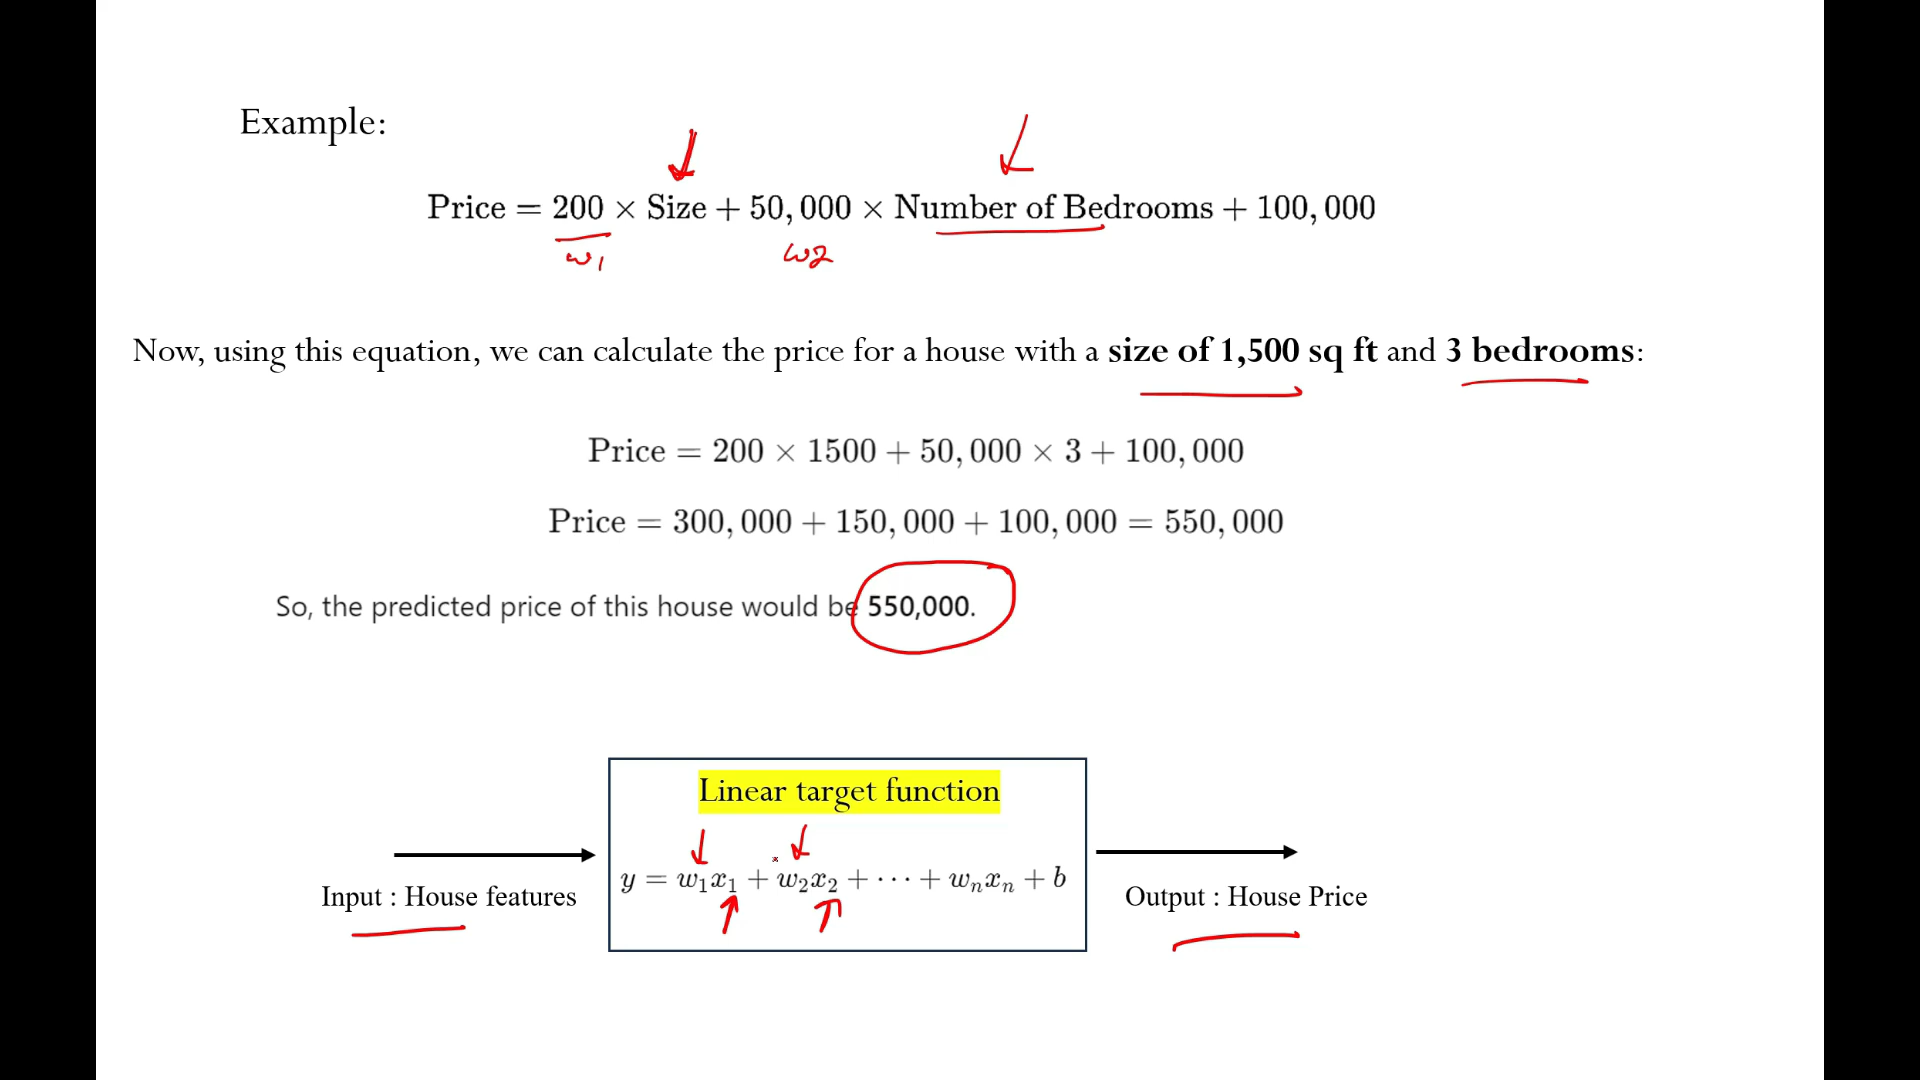 Example:
Price = 200 × Size + 50,000 × Number of Bedrooms + 100,000
w1 w2
Now, using this equation, we can calculate the price for a house with a size of 1,500 sq ft and 3 bedrooms:
Price = 200 × 1500 + 50,000 × 3 + 100,000
Price = 300,000 + 150,000 + 100,000 = 550,000
So, the predicted price of this house would be 550,000.
Linear target function
y = w₁x₁ + w₂x₂ + ··· + wₙxₙ + b
Input : House features
Output : House Price